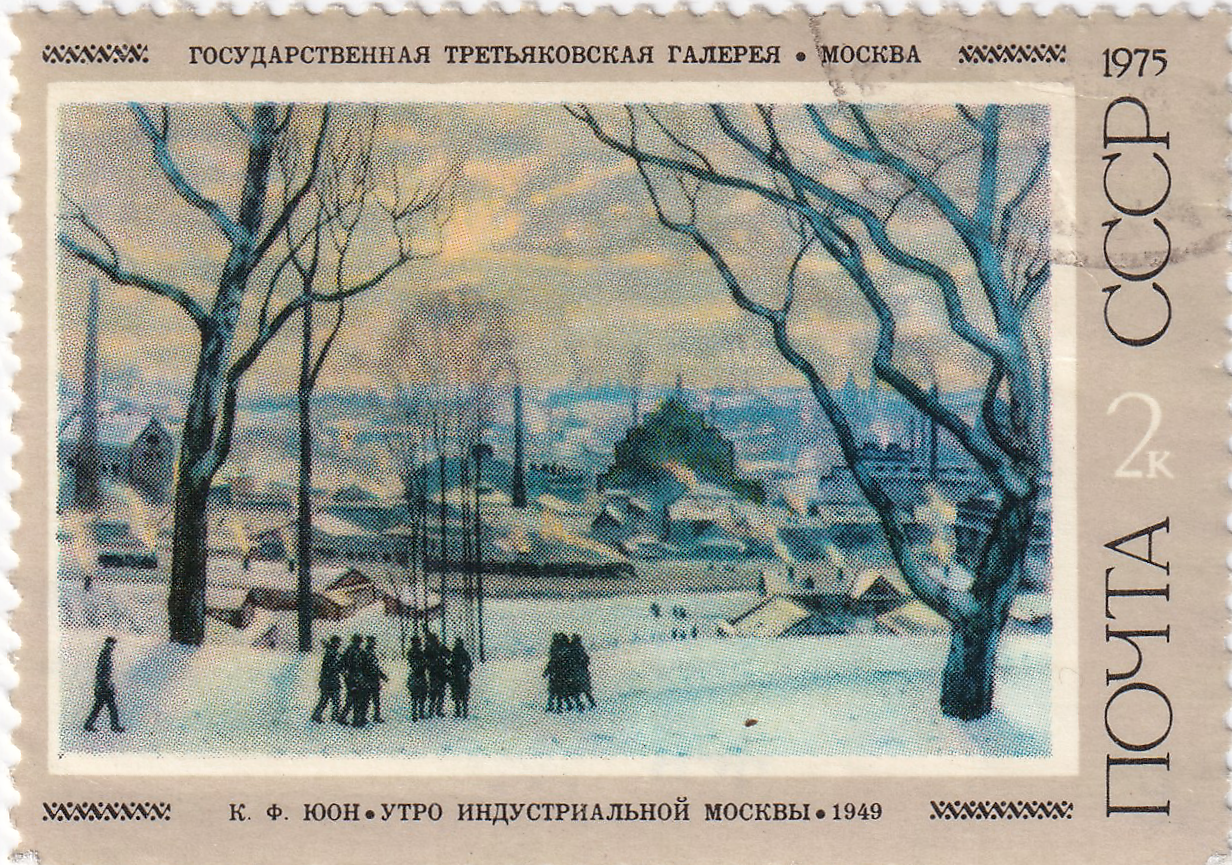 ГОСУДАРСТВЕННАЯ ТРЕТЬЯКОВСКАЯ ГАЛЕРЕЯ • МОСКВА
1975
ПОЧТА СССР
2к
К. Ф. ЮОН • УТРО ИНДУСТРИАЛЬНОЙ МОСКВЫ • 1949